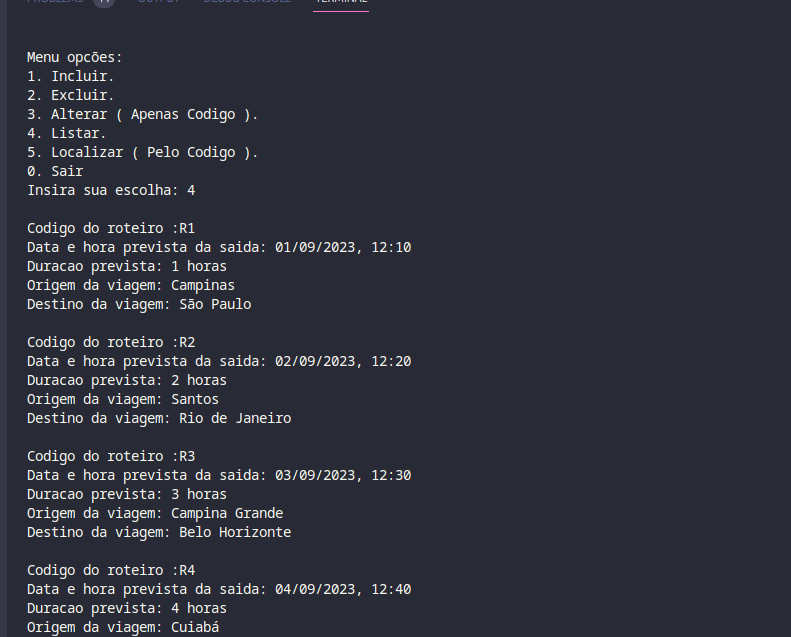 PROBLEMS
OUTPUT
DEBUG CONSOLE
TERMINAL
Menu opcões:
1. Incluir.
2. Excluir.
3. Alterar ( Apenas Codigo ).
4. Listar.
5. Localizar ( Pelo Codigo ).
0. Sair
Insira sua escolha: 4
Codigo do roteiro :R1
Data e hora prevista da saida: 01/09/2023, 12:10
Duracao prevista: 1 horas
Origem da viagem: Campinas
Destino da viagem: São Paulo
Codigo do roteiro :R2
Data e hora prevista da saida: 02/09/2023, 12:20
Duracao prevista: 2 horas
Origem da viagem: Santos
Destino da viagem: Rio de Janeiro
Codigo do roteiro :R3
Data e hora prevista da saida: 03/09/2023, 12:30
Duracao prevista: 3 horas
Origem da viagem: Campina Grande
Destino da viagem: Belo Horizonte
Codigo do roteiro :R4
Data e hora prevista da saida: 04/09/2023, 12:40
Duracao prevista: 4 horas
Origem da viagem: Cuiabá